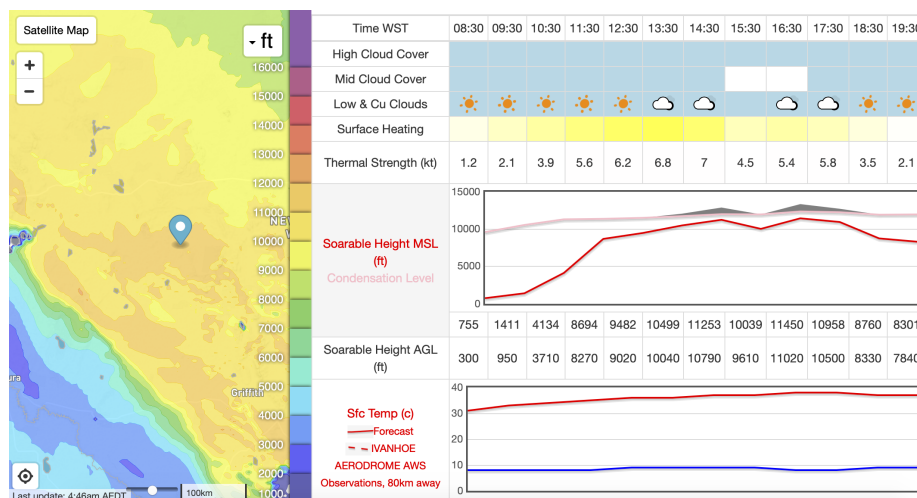 Satellite Map
ft
+
−
16000
15000
14000
13000
12000
11000
10000
9000
8000
7000
6000
5000
4000
3000
2000
1000
NE
Griffith
ura
Last update: 4:46am AEDT
100km
Time WST 08:30 09:30 10:30 11:30 12:30 13:30 14:30 15:30 16:30 17:30 18:30 19:30
High Cloud Cover
Mid Cloud Cover
Low & Cu Clouds
Surface Heating
Thermal Strength (kt) 1.2 2.1 3.9 5.6 6.2 6.8 7 4.5 5.4 5.8 3.5 2.1
Soarable Height MSL
(ft)
Condensation Level
15000
10000
5000
0
755 1411 4134 8694 9482 10499 11253 10039 11450 10958 8760 8301
Soarable Height AGL
(ft)
300 950 3710 8270 9020 10040 10790 9610 11020 10500 8330 7840
Sfc Temp (c)
Forecast
IVANHOE
AERODROME AWS
Observations, 80km away
40
30
20
10
0